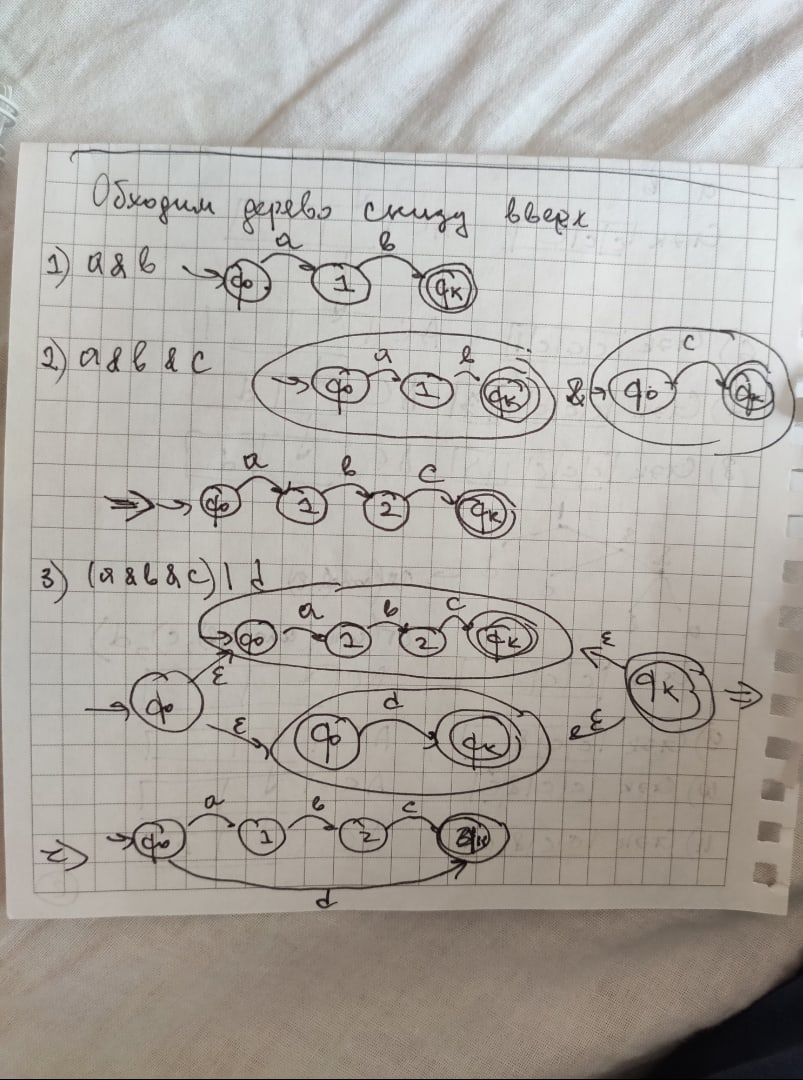 Обходим дерево снизу вверх
1) a & b → q₀ a 1 b qк
2) a & b & c → q₀ a 1 b qк & → q₀ c qк
⇒ → q₀ a 1 b 2 c qк
3) (a & b & c) | d
q₀ a 1 b 2 c qк
→ q₀ ε ε ε ε qк ⇒
q₀ d qк
⇒ → q₀ a 1 b 2 c qк
d